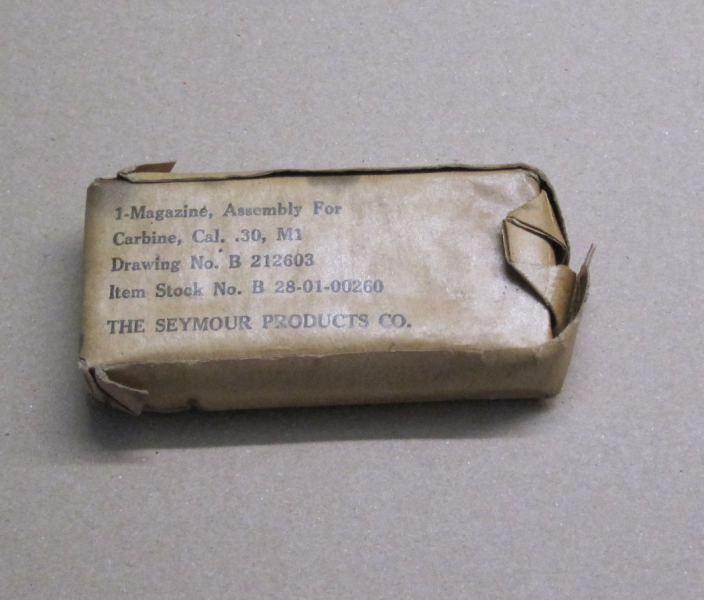 1-Magazine, Assembly For
Carbine, Cal. .30, M1
Drawing No. B 212603
Item Stock No. B 28-01-00260
THE SEYMOUR PRODUCTS CO.